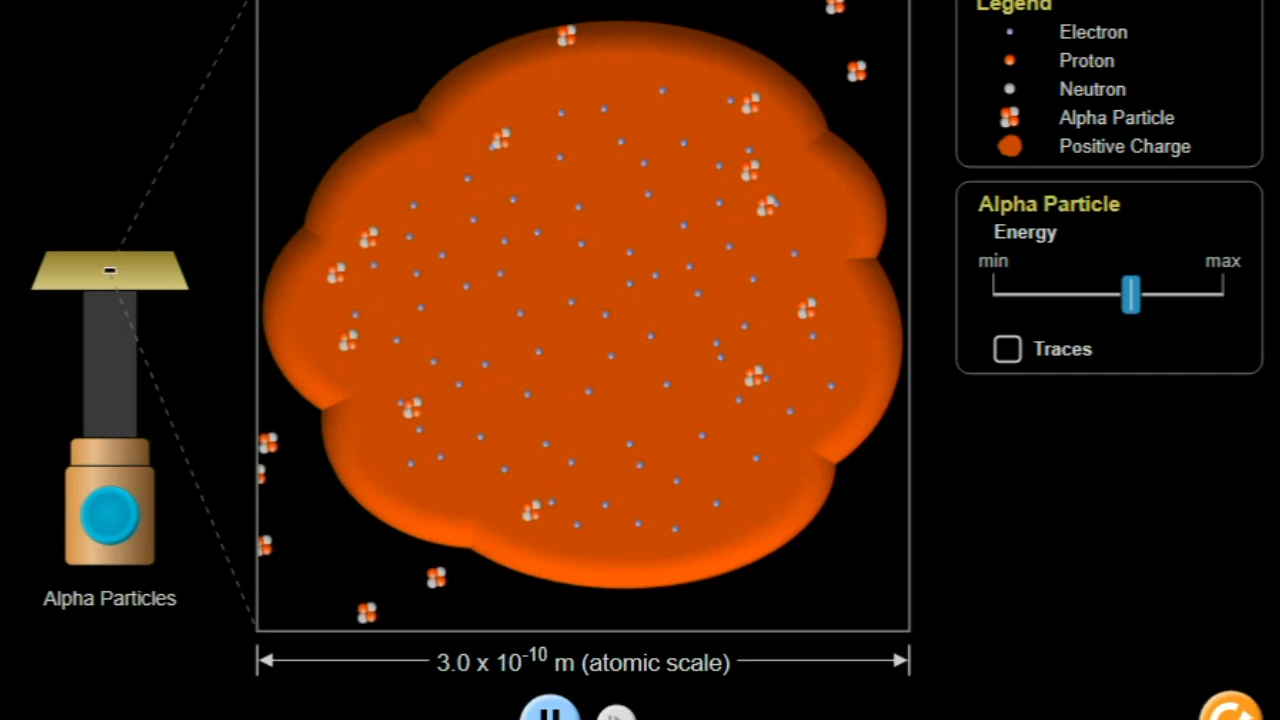 Legend
Electron
Proton
Neutron
Alpha Particle
Positive Charge
Alpha Particle
Energy
min max
Traces
Alpha Particles
3.0 x 10⁻¹⁰ m (atomic scale)